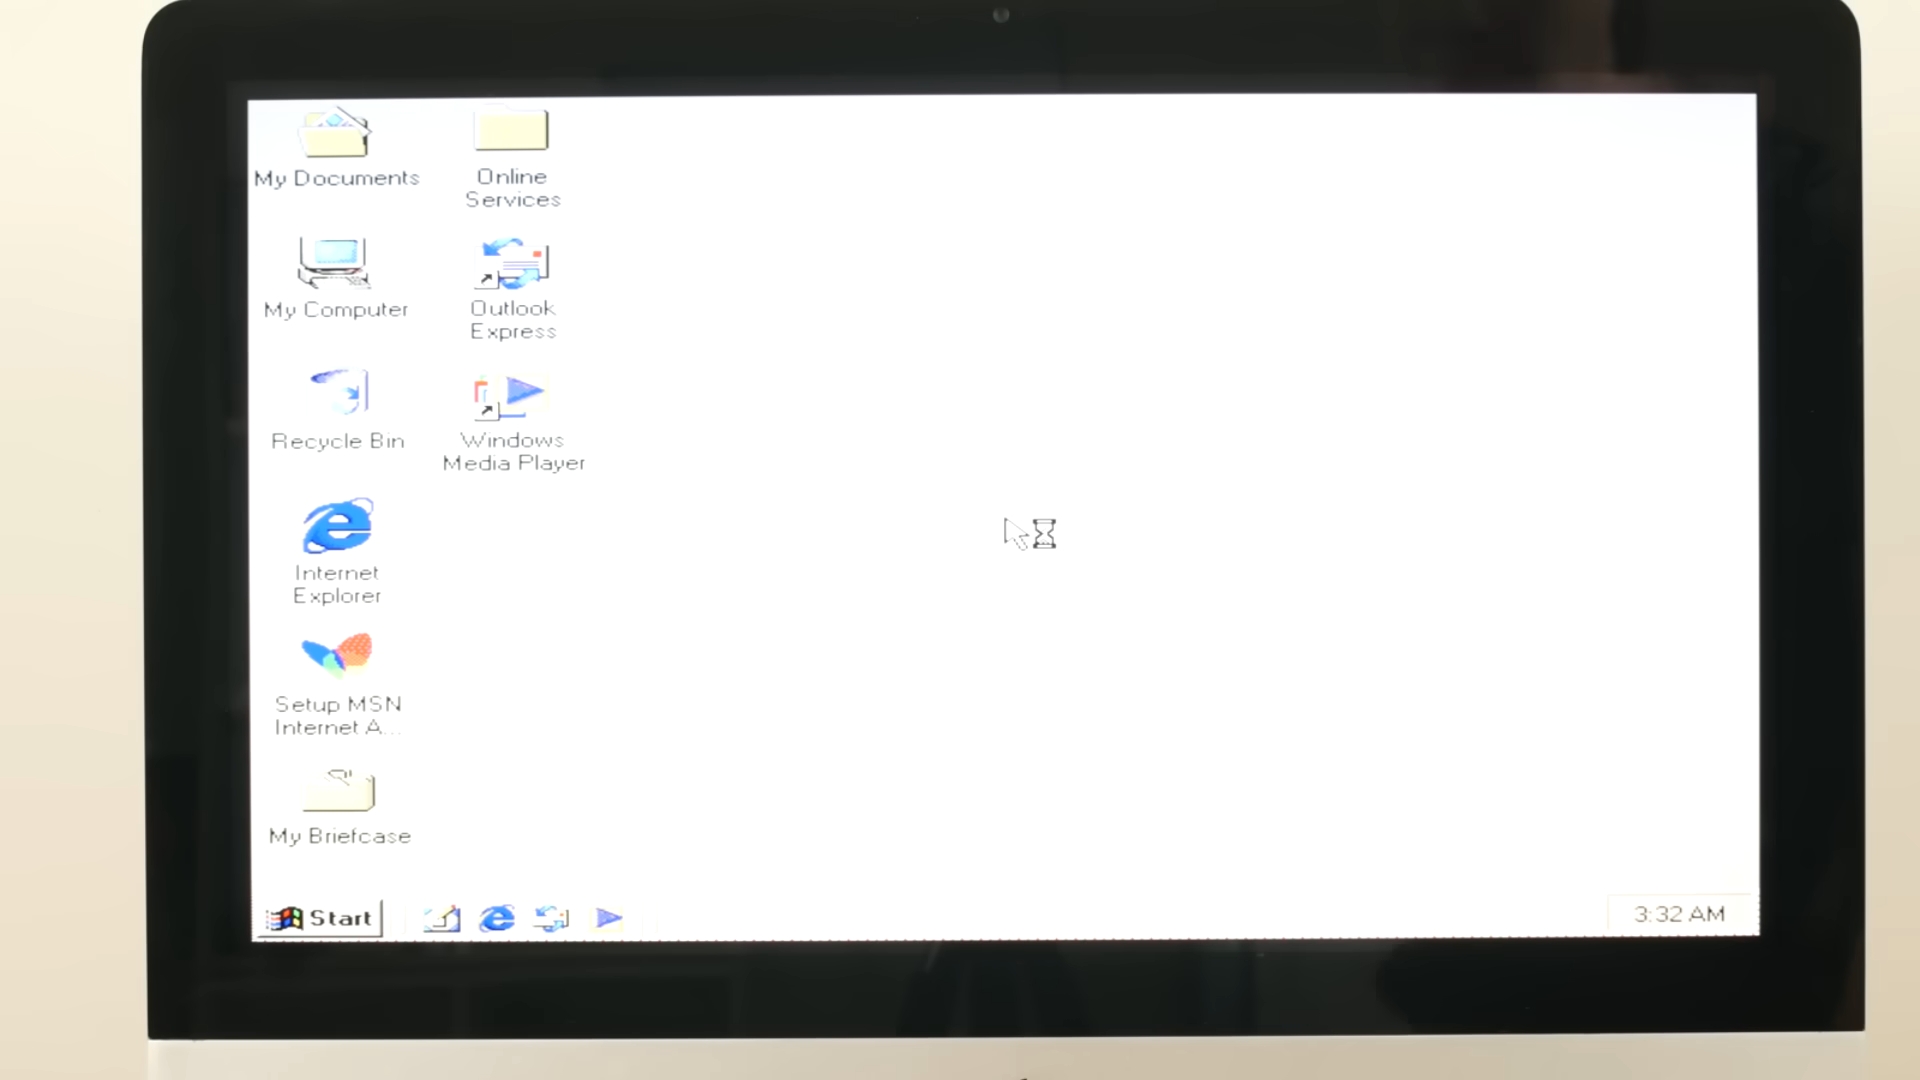 My Documents
Online
Services
My Computer
Outlook
Express
Recycle Bin
Windows
Media Player
Internet
Explorer
Setup MSN
Internet A...
My Briefcase
Start
3:32 AM